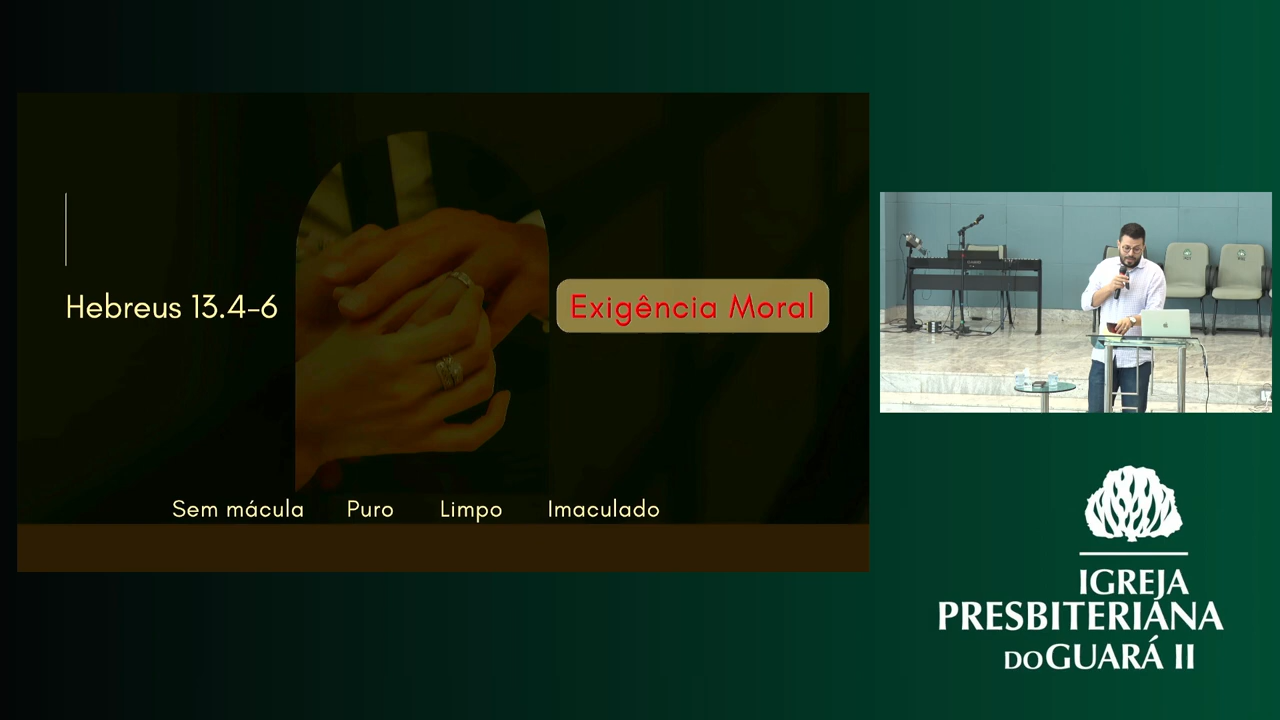 Hebreus 13.4-6
Exigência Moral
Sem mácula Puro Limpo Imaculado
IGREJA
PRESBITERIANA
DO GUARÁ II